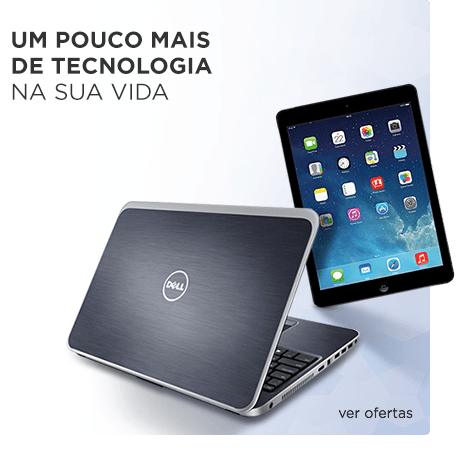 UM POUCO MAIS
DE TECNOLOGIA
NA SUA VIDA
DELL
ver ofertas